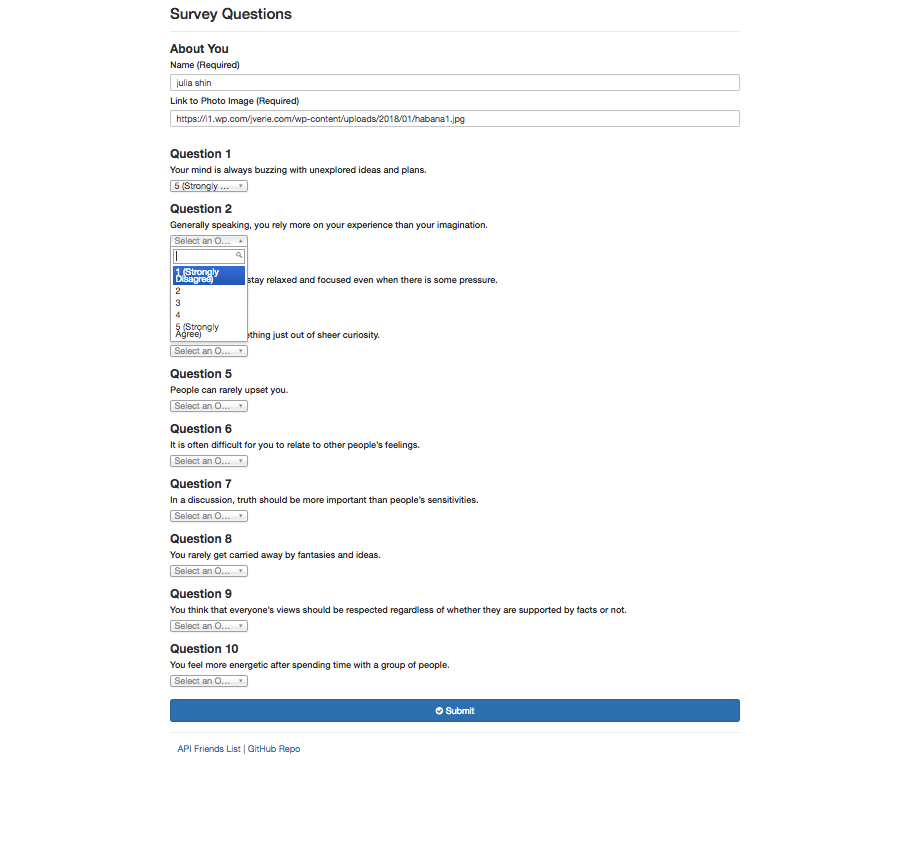 Survey Questions
About You
Name (Required)
julia shin
Link to Photo Image (Required)
https://i1.wp.com/jverie.com/wp-content/uploads/2018/01/habana1.jpg
Question 1
Your mind is always buzzing with unexplored ideas and plans.
5 (Strongly ...
Question 2
Generally speaking, you rely more on your experience than your imagination.
Select an O...
1 (Strongly
Disagree)
stay relaxed and focused even when there is some pressure.
2
3
4
5 (Strongly
Agree)
thing just out of sheer curiosity.
Select an O...
Question 5
People can rarely upset you.
Select an O...
Question 6
It is often difficult for you to relate to other people's feelings.
Select an O...
Question 7
In a discussion, truth should be more important than people's sensitivities.
Select an O...
Question 8
You rarely get carried away by fantasies and ideas.
Select an O...
Question 9
You think that everyone's views should be respected regardless of whether they are supported by facts or not.
Select an O...
Question 10
You feel more energetic after spending time with a group of people.
Select an O...
Submit
API Friends List | GitHub Repo